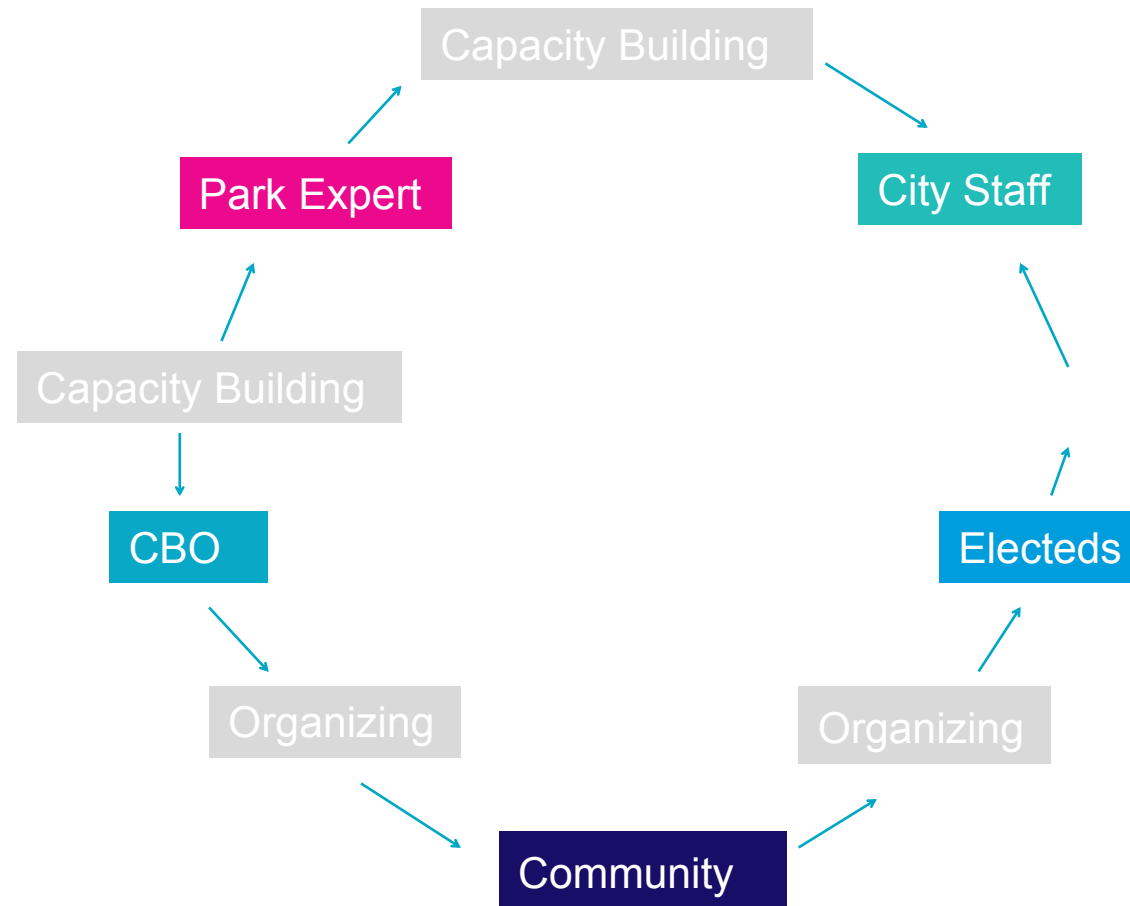 Capacity Building
Park Expert
City Staff
Capacity Building
CBO
Electeds
Organizing
Organizing
Community